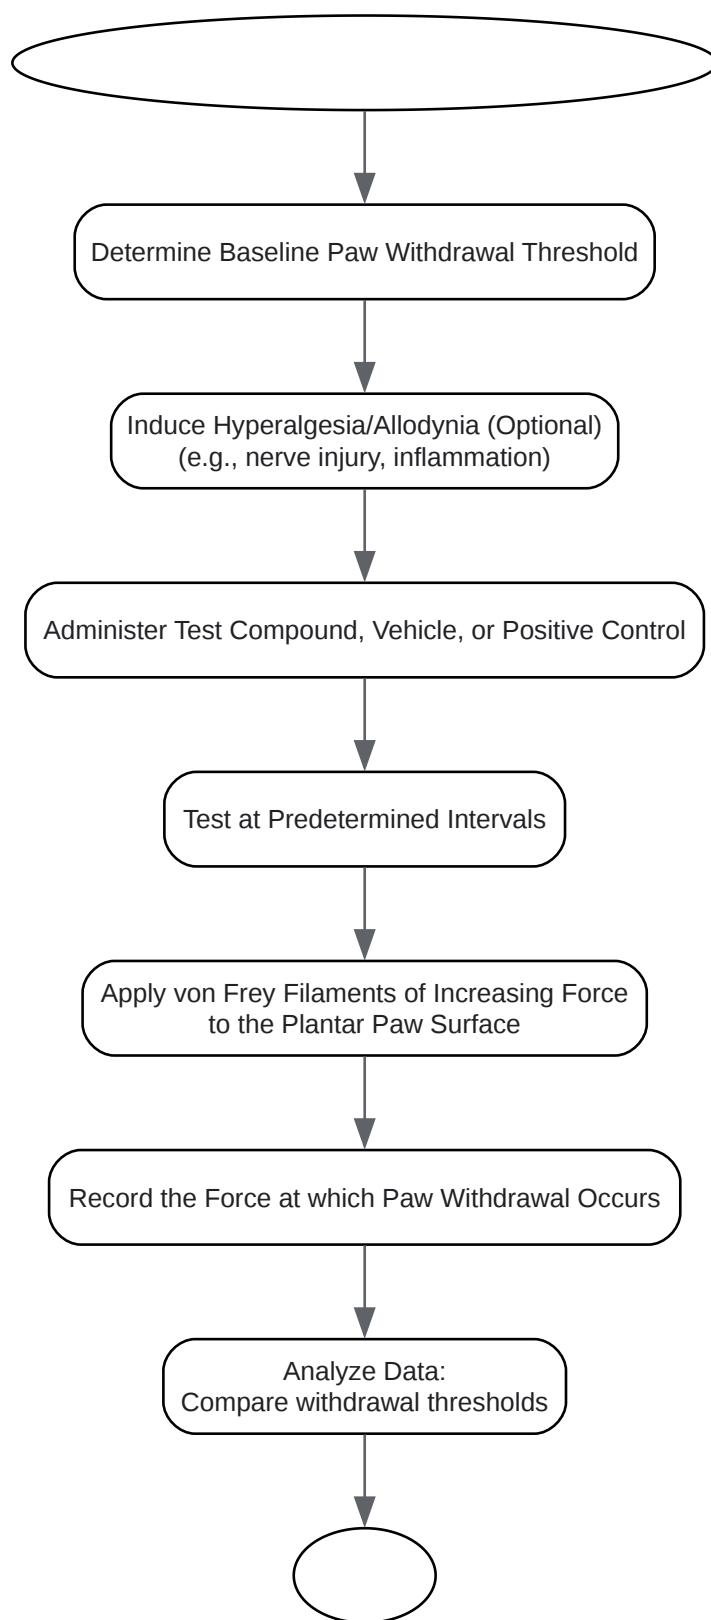 Determine Baseline Paw Withdrawal Threshold
Induce Hyperalgesia/Allodynia (Optional)
(e.g., nerve injury, inflammation)
Administer Test Compound, Vehicle, or Positive Control
Test at Predetermined Intervals
Apply von Frey Filaments of Increasing Force
to the Plantar Paw Surface
Record the Force at which Paw Withdrawal Occurs
Analyze Data:
Compare withdrawal thresholds